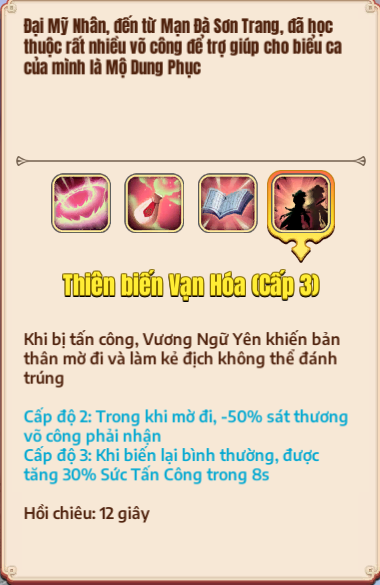 Đại Mỹ Nhân, đến từ Mạn Đà Sơn Trang, đã học
thuộc rất nhiều võ công để trợ giúp cho biểu ca
của mình là Mộ Dung Phục
Thiên biến Vạn Hóa (Cấp 3)
Khi bị tấn công, Vương Ngữ Yên khiến bản
thân mờ đi và làm kẻ địch không thể đánh
trúng
Cấp độ 2: Trong khi mờ đi, -50% sát thương
võ công phải nhận
Cấp độ 3: Khi biến lại bình thường, được
tăng 30% Sức Tấn Công trong 8s
Hồi chiêu: 12 giây